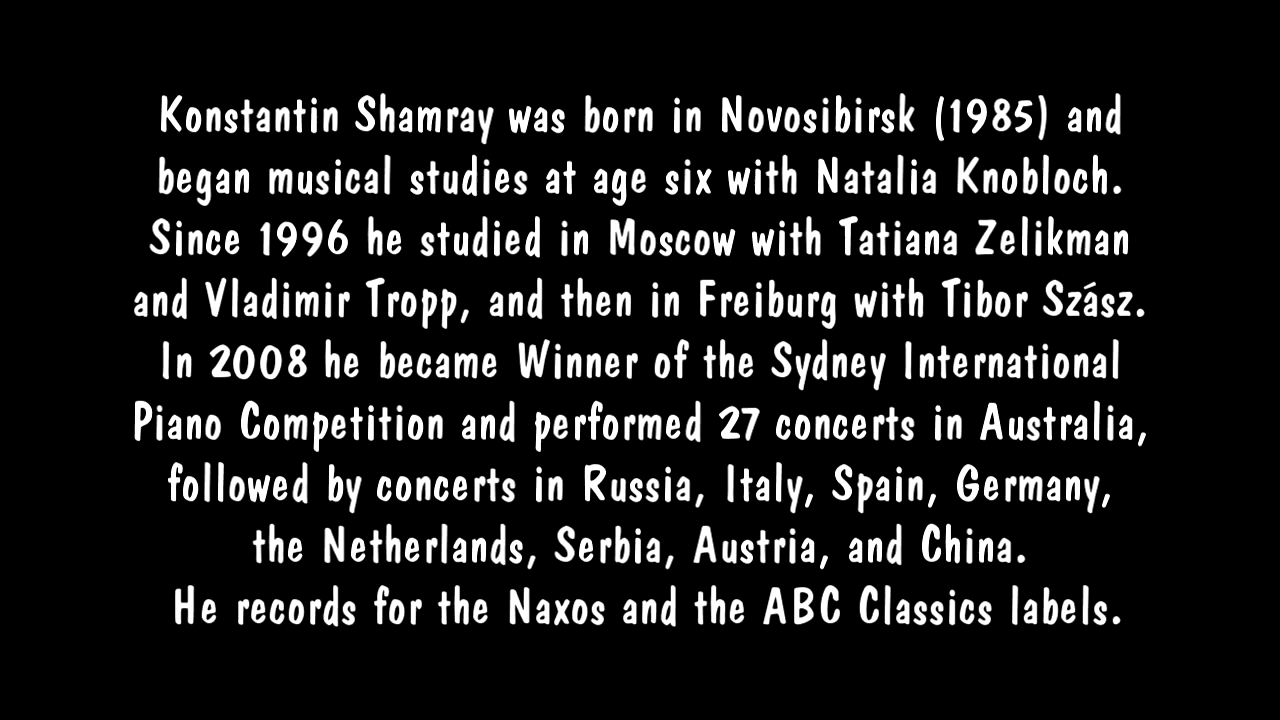 Konstantin Shamray was born in Novosibirsk (1985) and
began musical studies at age six with Natalia Knobloch.
Since 1996 he studied in Moscow with Tatiana Zelikman
and Vladimir Tropp, and then in Freiburg with Tibor Szász.
In 2008 he became Winner of the Sydney International
Piano Competition and performed 27 concerts in Australia,
followed by concerts in Russia, Italy, Spain, Germany,
the Netherlands, Serbia, Austria, and China.
He records for the Naxos and the ABC Classics labels.